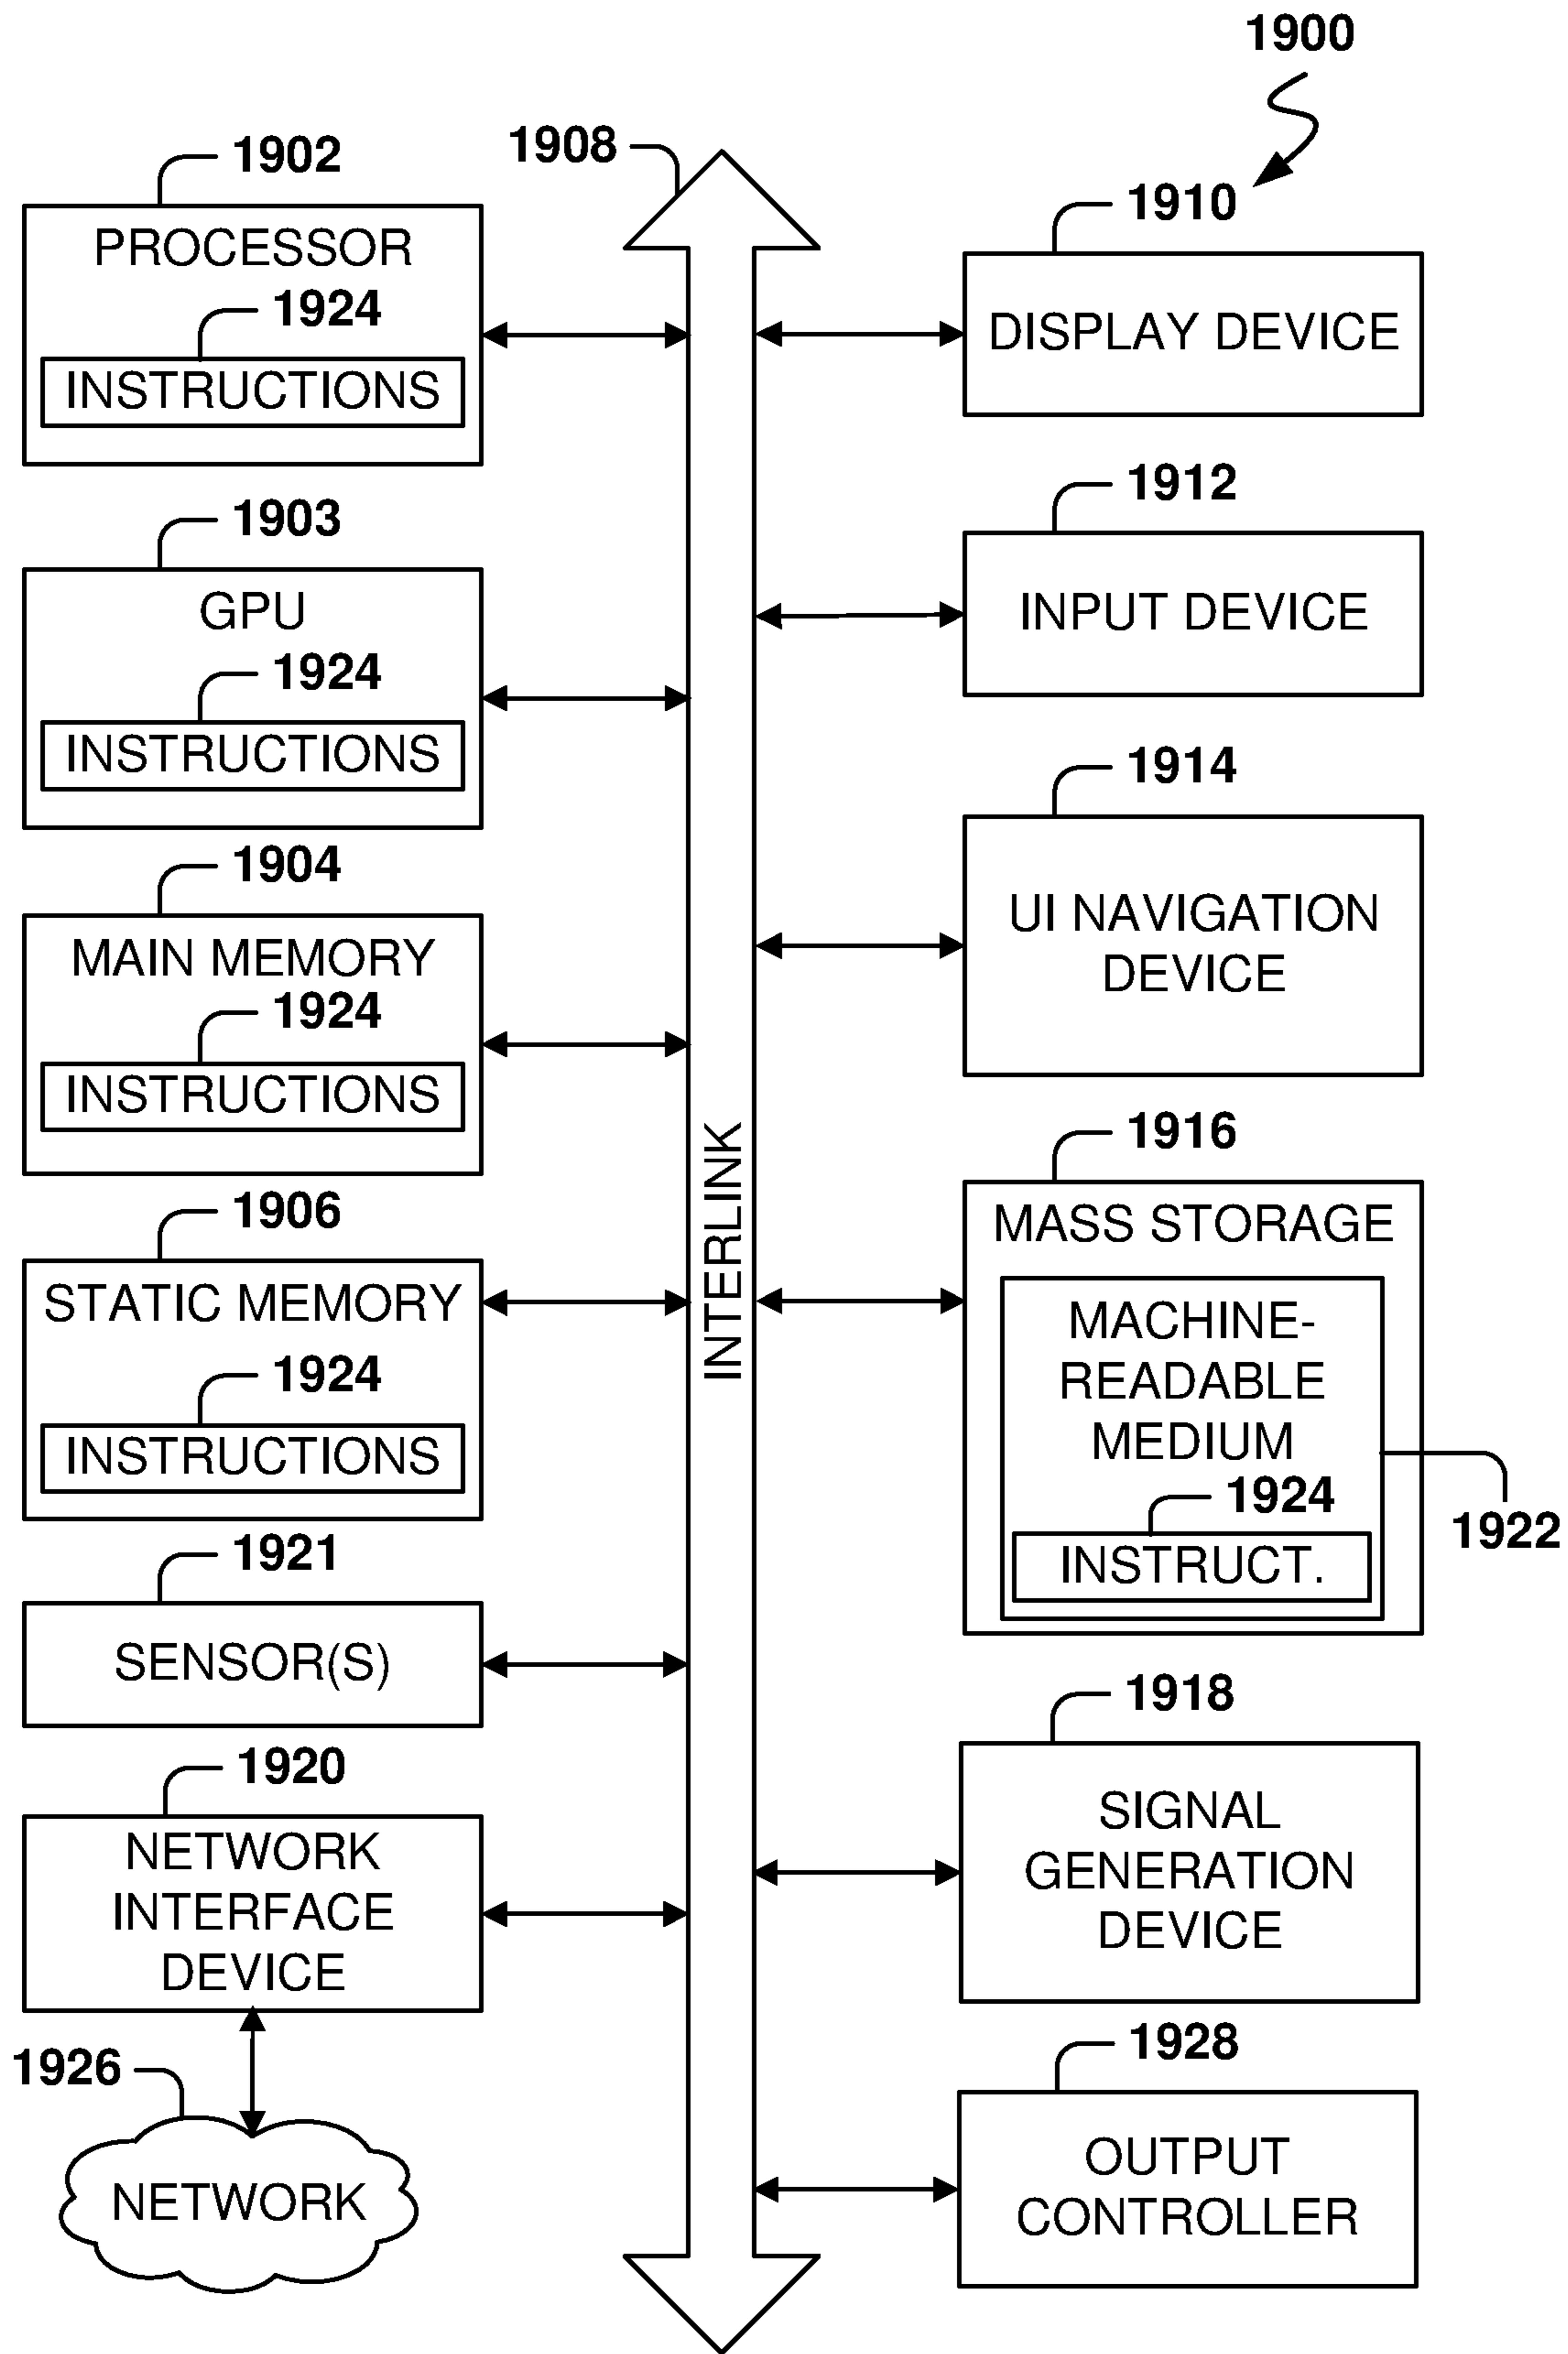 1900
1902
PROCESSOR
1924
INSTRUCTIONS
1903
GPU
1924
INSTRUCTIONS
1904
MAIN MEMORY
1924
INSTRUCTIONS
1906
STATIC MEMORY
1924
INSTRUCTIONS
1921
SENSOR(S)
1920
NETWORK
INTERFACE
DEVICE
1926
NETWORK
1908
INTERLINK
1910
DISPLAY DEVICE
1912
INPUT DEVICE
1914
UI NAVIGATION
DEVICE
1916
MASS STORAGE
MACHINE-
READABLE
MEDIUM
1924
INSTRUCT.
1922
1918
SIGNAL
GENERATION
DEVICE
1928
OUTPUT
CONTROLLER